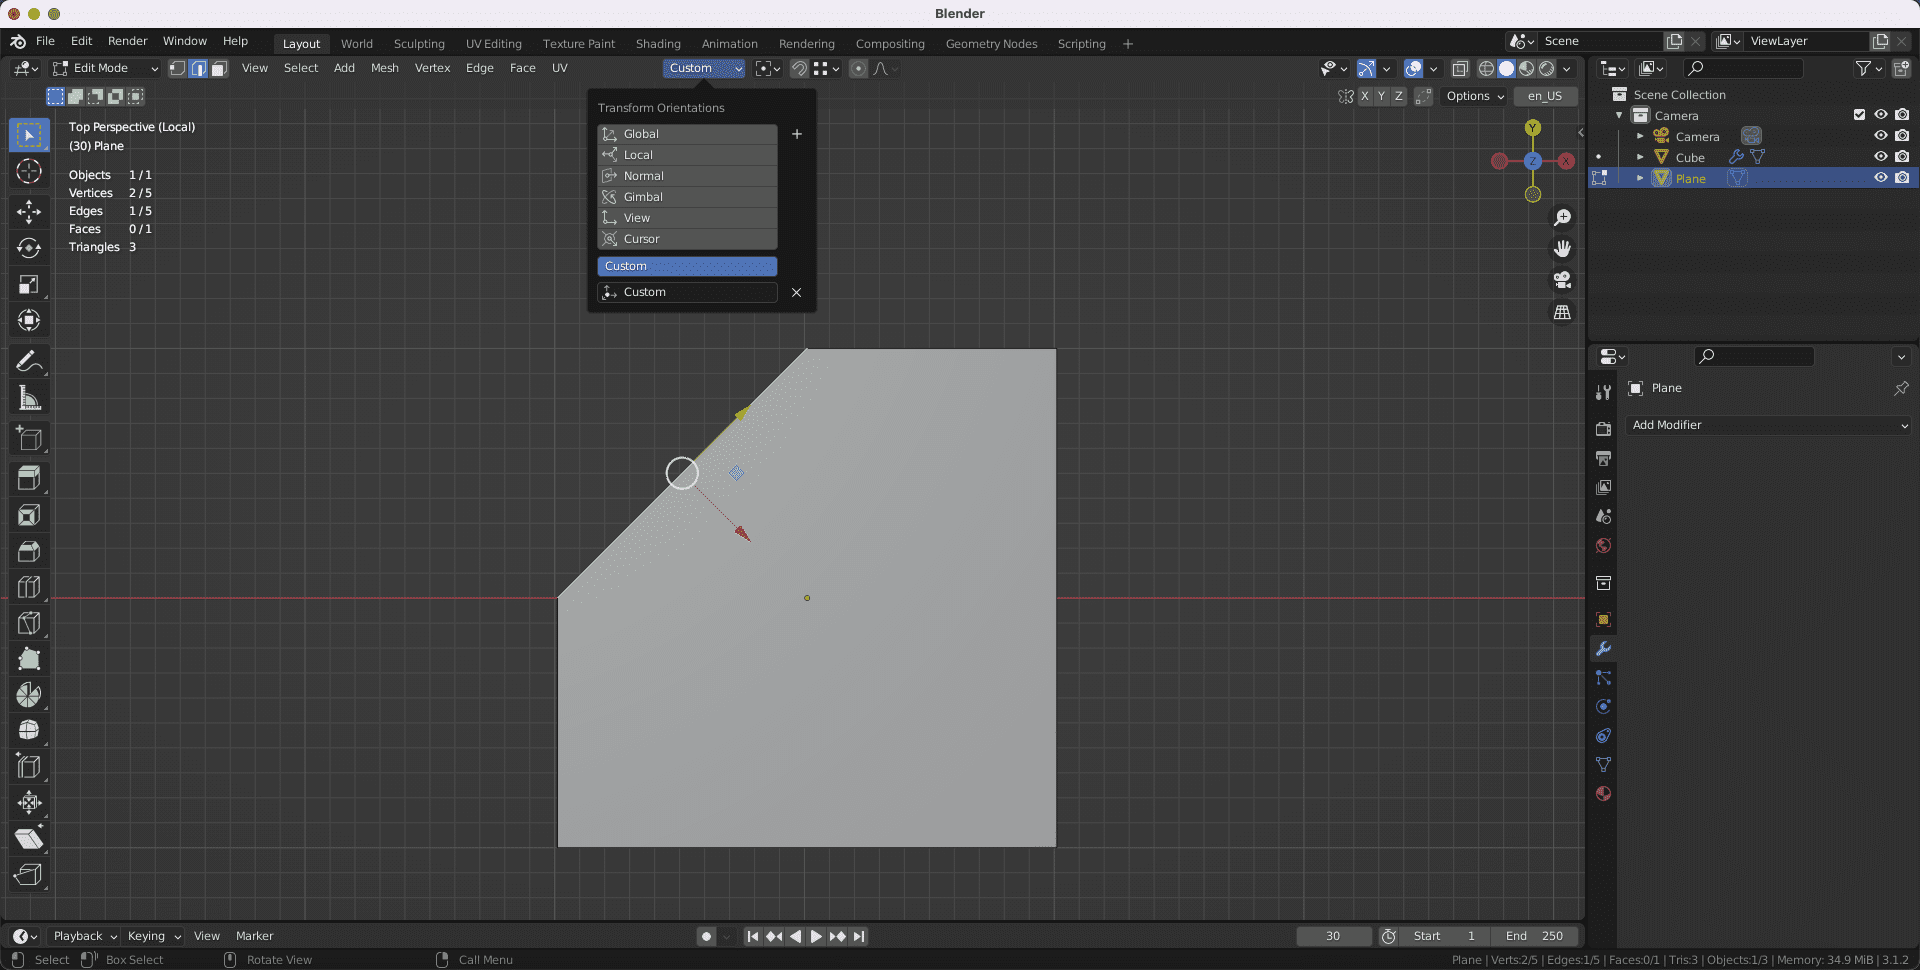 Blender
File Edit Render Window Help Layout World Sculpting UV Editing Texture Paint Shading Animation Rendering Compositing Geometry Nodes Scripting + Scene ViewLayer
Edit Mode View Select Add Mesh Vertex Edge Face UV Custom
X Y Z Options en_US
Top Perspective (Local)
(30) Plane
Objects 1/1
Vertices 2/5
Edges 1/5
Faces 0/1
Triangles 3
Transform Orientations
Global
Local
Normal
Gimbal
View
Cursor
Custom
Custom
Y
Z X
Scene Collection
Camera
Camera
Cube
Plane
Plane
Add Modifier
Playback Keying View Marker 30 Start 1 End 250
Select Box Select Rotate View Call Menu Plane | Verts:2/5 | Edges:1/5 | Faces:0/1 | Tris:3 | Objects:1/3 | Memory: 34.9 MiB | 3.1.2